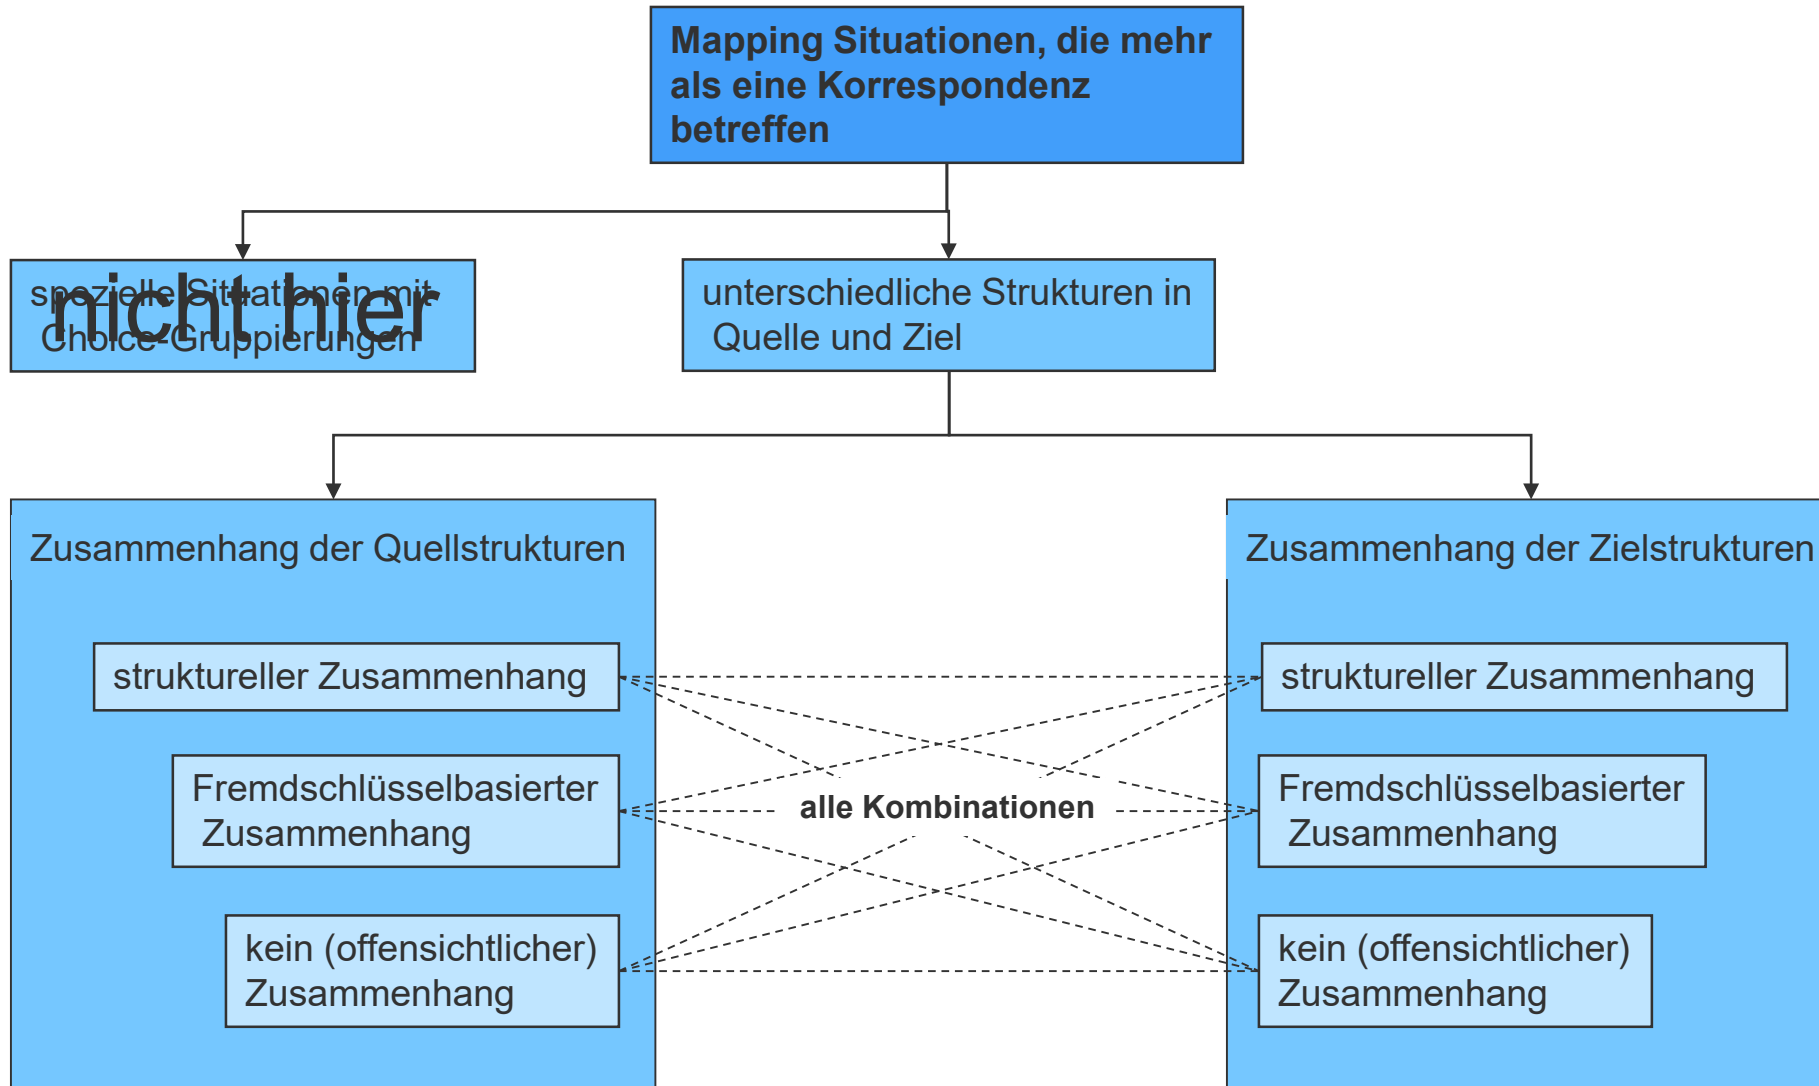 Mapping Situationen, die mehr
als eine Korrespondenz
betreffen
spezielle Situationen mit
Choice-Gruppierungen
nicht hier
unterschiedliche Strukturen in
Quelle und Ziel
Zusammenhang der Quellstrukturen
struktureller Zusammenhang
Fremdschlüsselbasierter
Zusammenhang
kein (offensichtlicher)
Zusammenhang
alle Kombinationen
Zusammenhang der Zielstrukturen
struktureller Zusammenhang
Fremdschlüsselbasierter
Zusammenhang
kein (offensichtlicher)
Zusammenhang